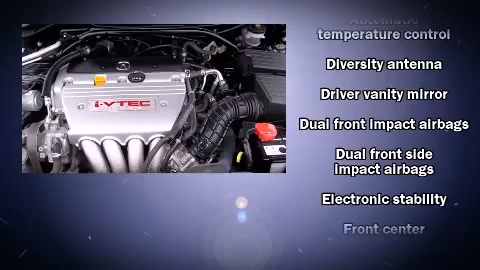 Automatic
temperature control
Diversity antenna
Driver vanity mirror
Dual front impact airbags
Dual front side
impact airbags
Electronic stability
Front center
i-VTEC